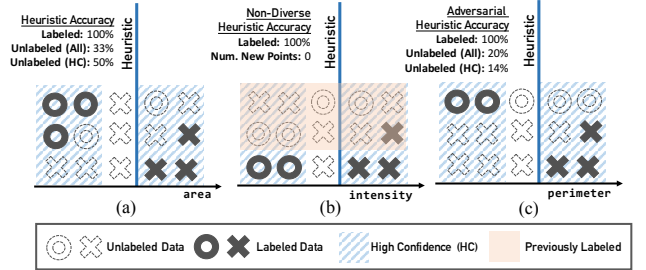 Heuristic Accuracy
Labeled: 100%
Unlabeled (All): 33%
Unlabeled (HC): 50%
Heuristic
area
(a)
Non-Diverse
Heuristic Accuracy
Labeled: 100%
Num. New Points: 0
Heuristic
intensity
(b)
Adversarial
Heuristic Accuracy
Labeled: 100%
Unlabeled (All): 20%
Unlabeled (HC): 14%
Heuristic
perimeter
(c)
Unlabeled Data
Labeled Data
High Confidence (HC)
Previously Labeled